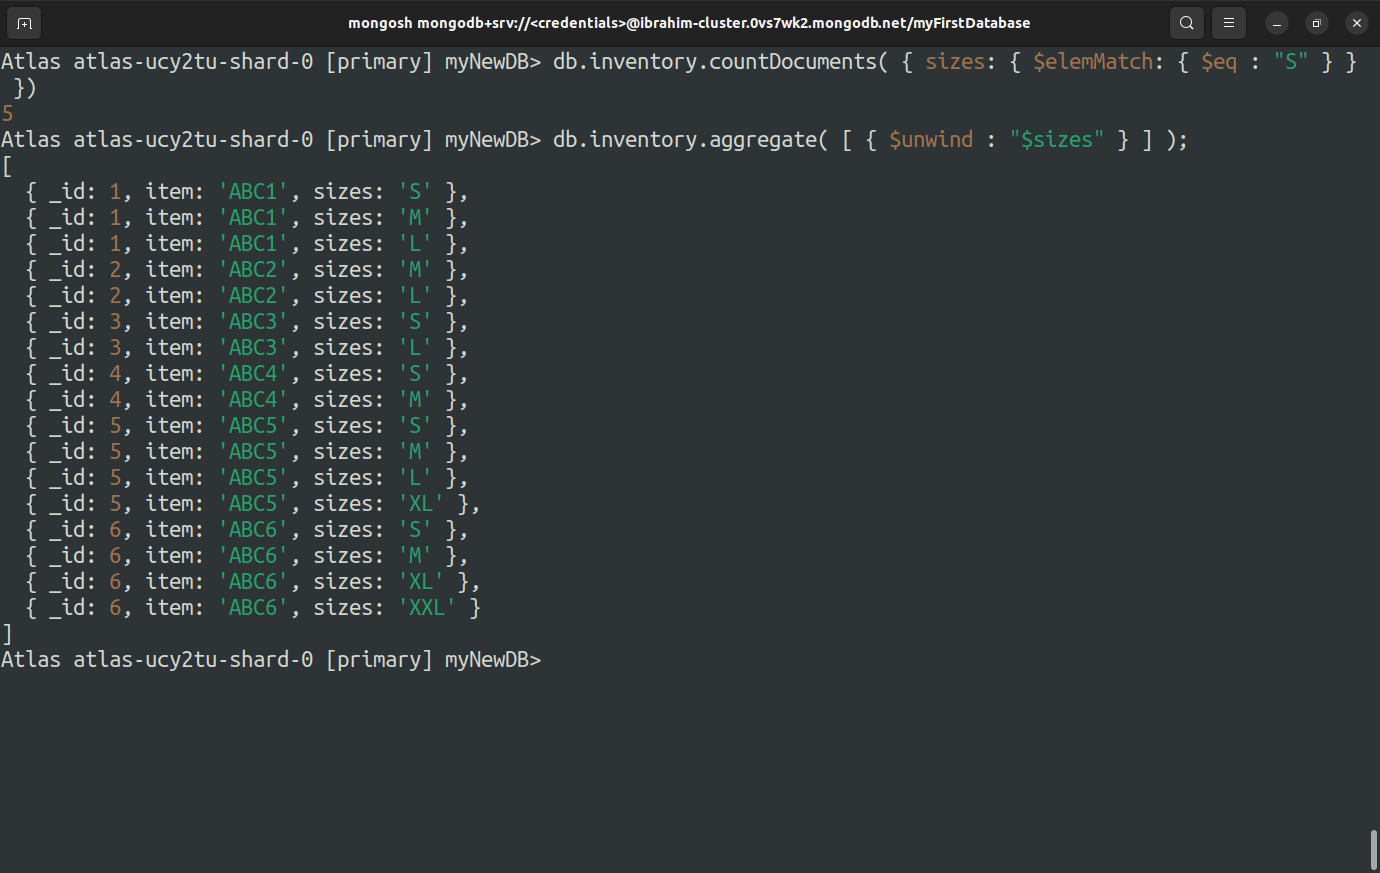 mongosh mongodb+srv://<credentials>@ibrahim-cluster.0vs7wk2.mongodb.net/myFirstDatabase
Atlas atlas-ucy2tu-shard-0 [primary] myNewDB> db.inventory.countDocuments( { sizes: { $elemMatch: { $eq : "S" } }
 })
5
Atlas atlas-ucy2tu-shard-0 [primary] myNewDB> db.inventory.aggregate( [ { $unwind : "$sizes" } ] );
[
  { _id: 1, item: 'ABC1', sizes: 'S' },
  { _id: 1, item: 'ABC1', sizes: 'M' },
  { _id: 1, item: 'ABC1', sizes: 'L' },
  { _id: 2, item: 'ABC2', sizes: 'M' },
  { _id: 2, item: 'ABC2', sizes: 'L' },
  { _id: 3, item: 'ABC3', sizes: 'S' },
  { _id: 3, item: 'ABC3', sizes: 'L' },
  { _id: 4, item: 'ABC4', sizes: 'S' },
  { _id: 4, item: 'ABC4', sizes: 'M' },
  { _id: 5, item: 'ABC5', sizes: 'S' },
  { _id: 5, item: 'ABC5', sizes: 'M' },
  { _id: 5, item: 'ABC5', sizes: 'L' },
  { _id: 5, item: 'ABC5', sizes: 'XL' },
  { _id: 6, item: 'ABC6', sizes: 'S' },
  { _id: 6, item: 'ABC6', sizes: 'M' },
  { _id: 6, item: 'ABC6', sizes: 'XL' },
  { _id: 6, item: 'ABC6', sizes: 'XXL' }
]
Atlas atlas-ucy2tu-shard-0 [primary] myNewDB>